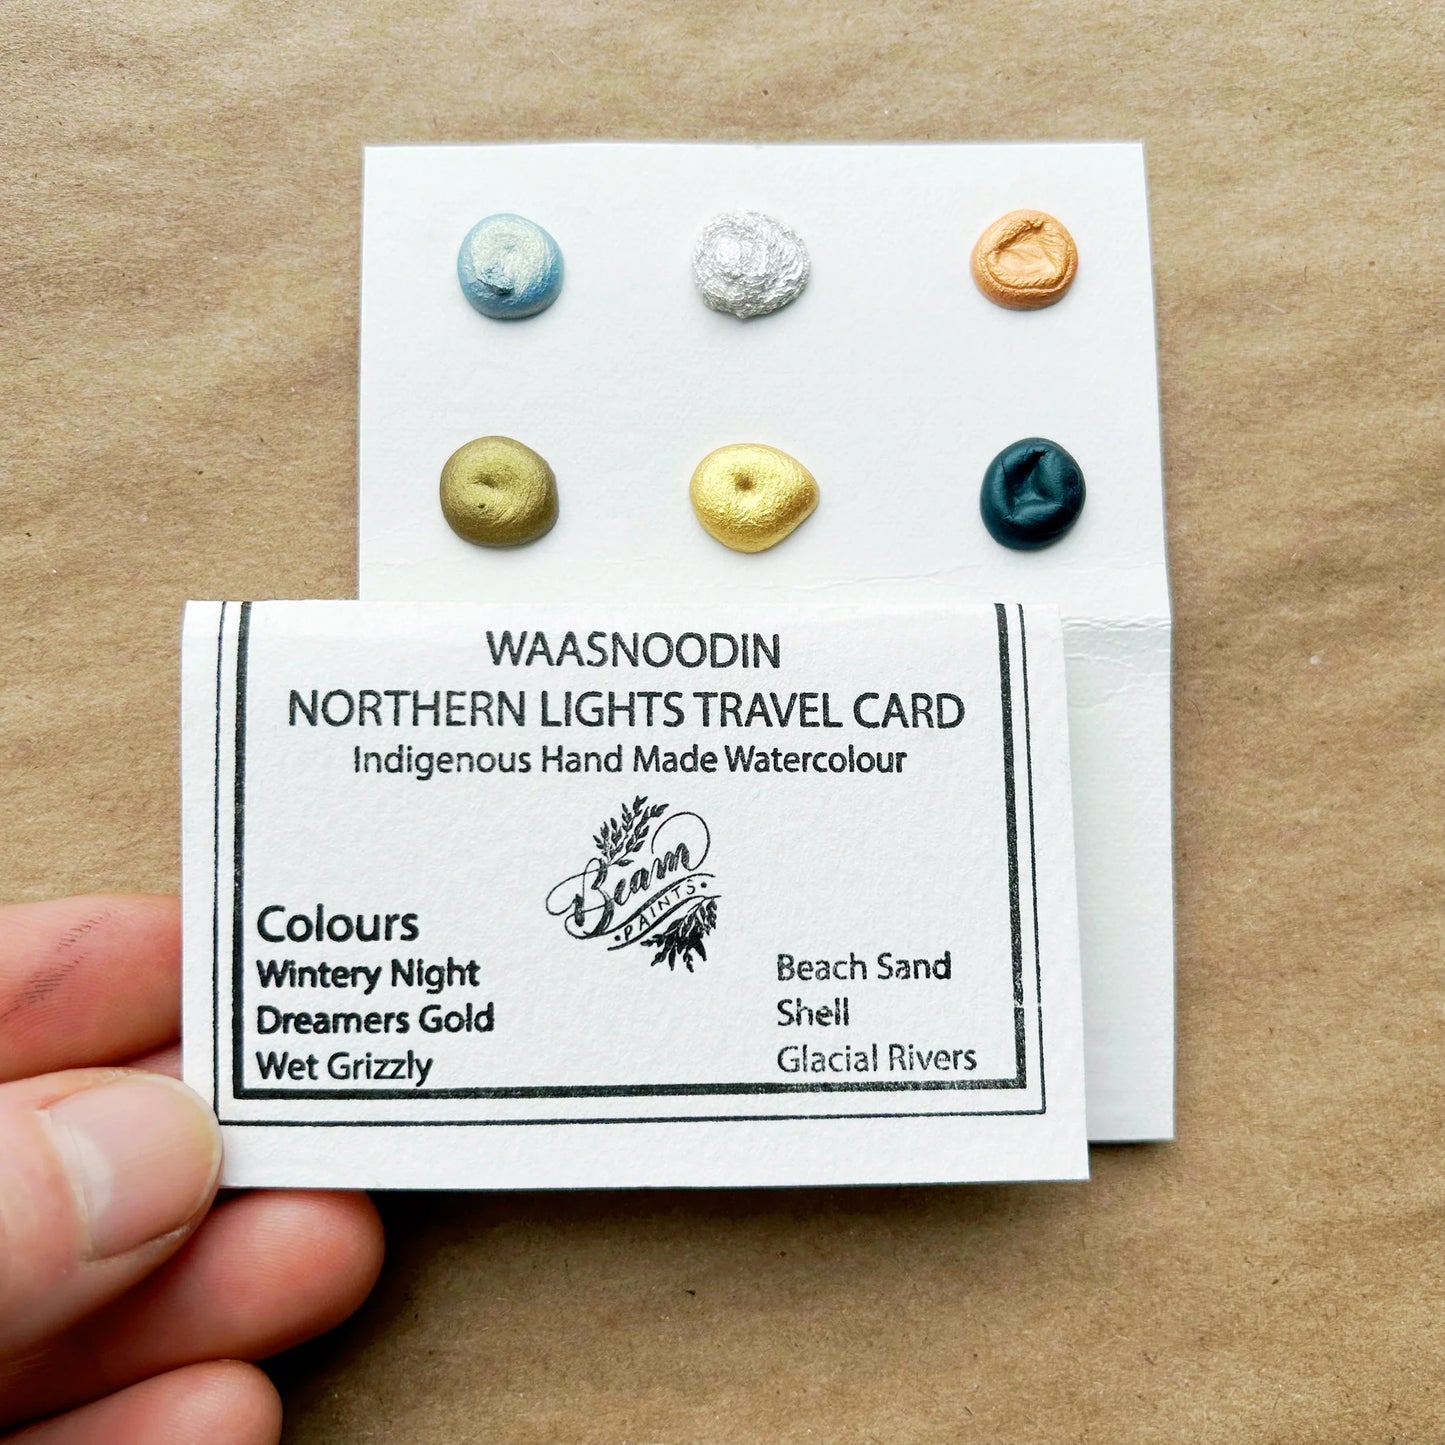 WAASNOODIN
NORTHERN LIGHTS TRAVEL CARD
Indigenous Hand Made Watercolour
Beam
• PAINTS •
Colours
Wintery Night
Dreamers Gold
Wet Grizzly
Beach Sand
Shell
Glacial Rivers